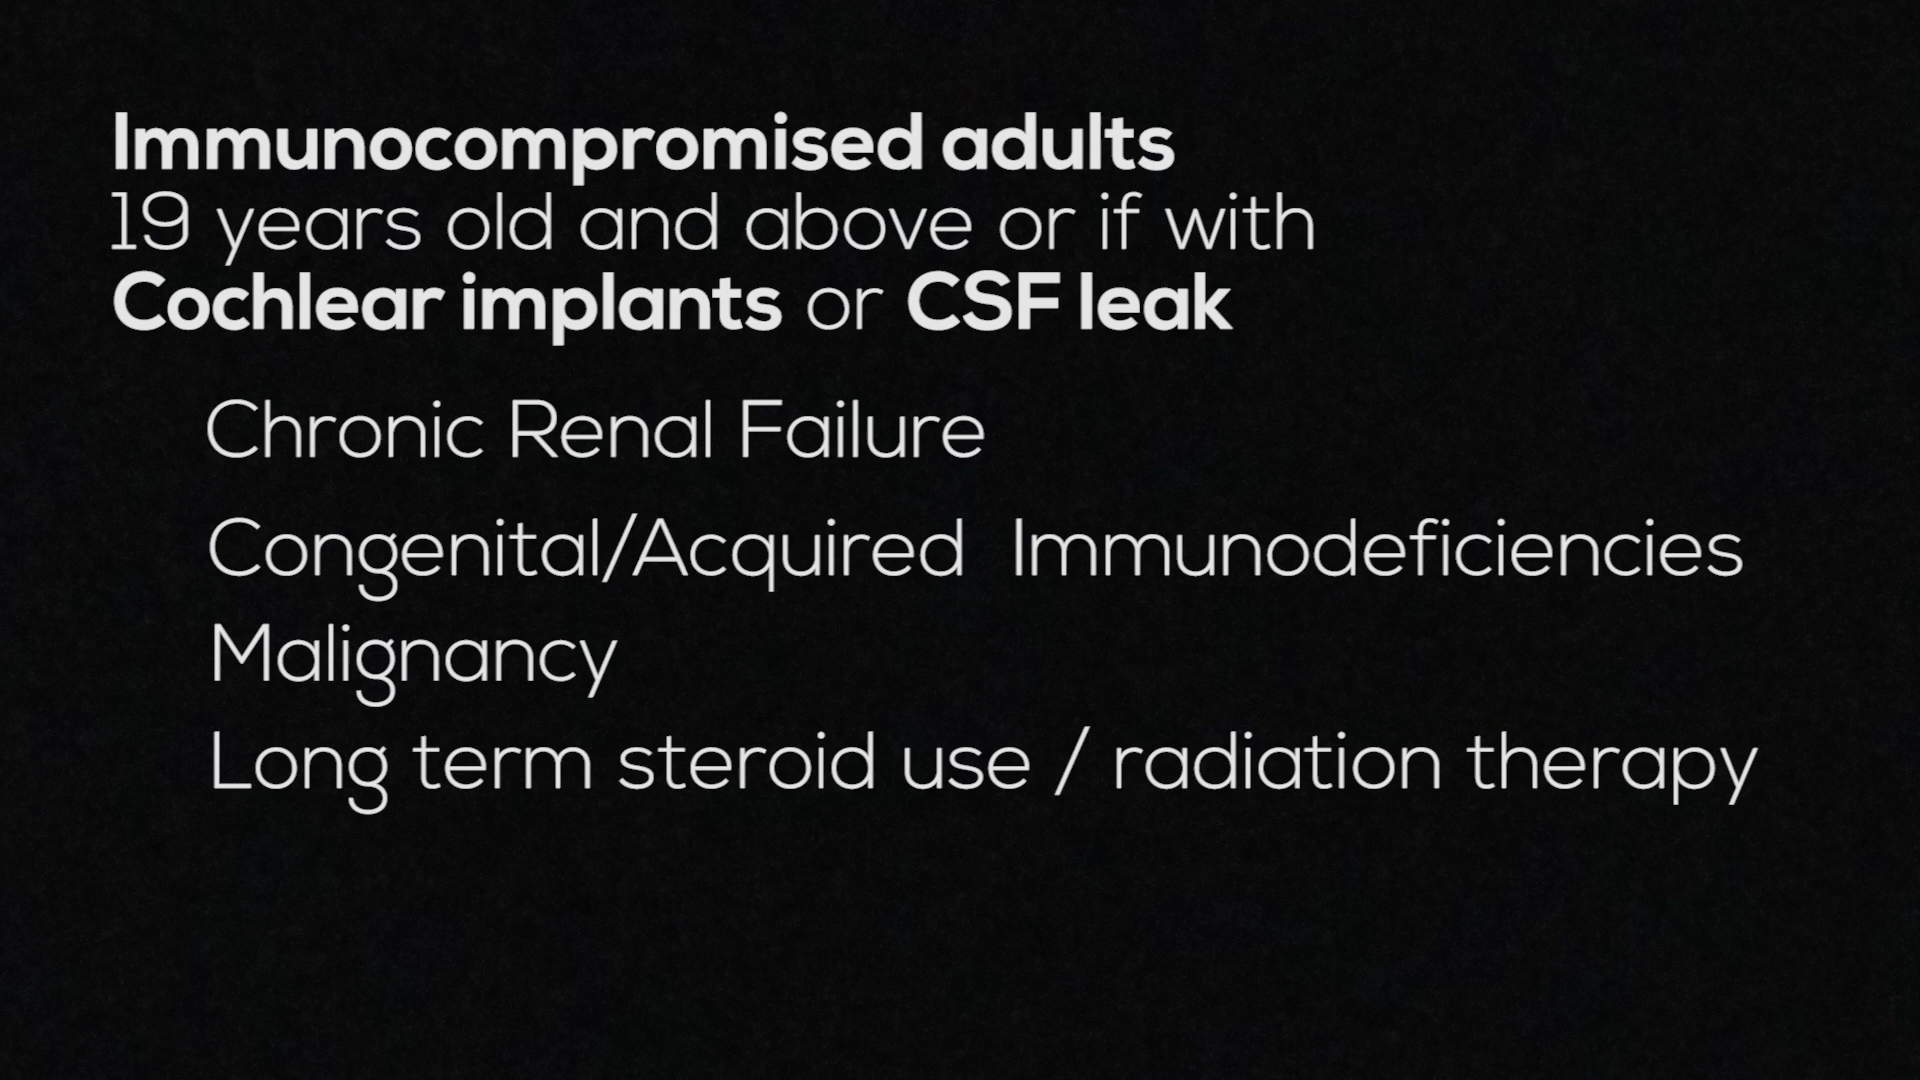 Immunocompromised adults
19 years old and above or if with
Cochlear implants or CSF leak
Chronic Renal Failure
Congenital/Acquired Immunodeficiencies
Malignancy
Long term steroid use / radiation therapy